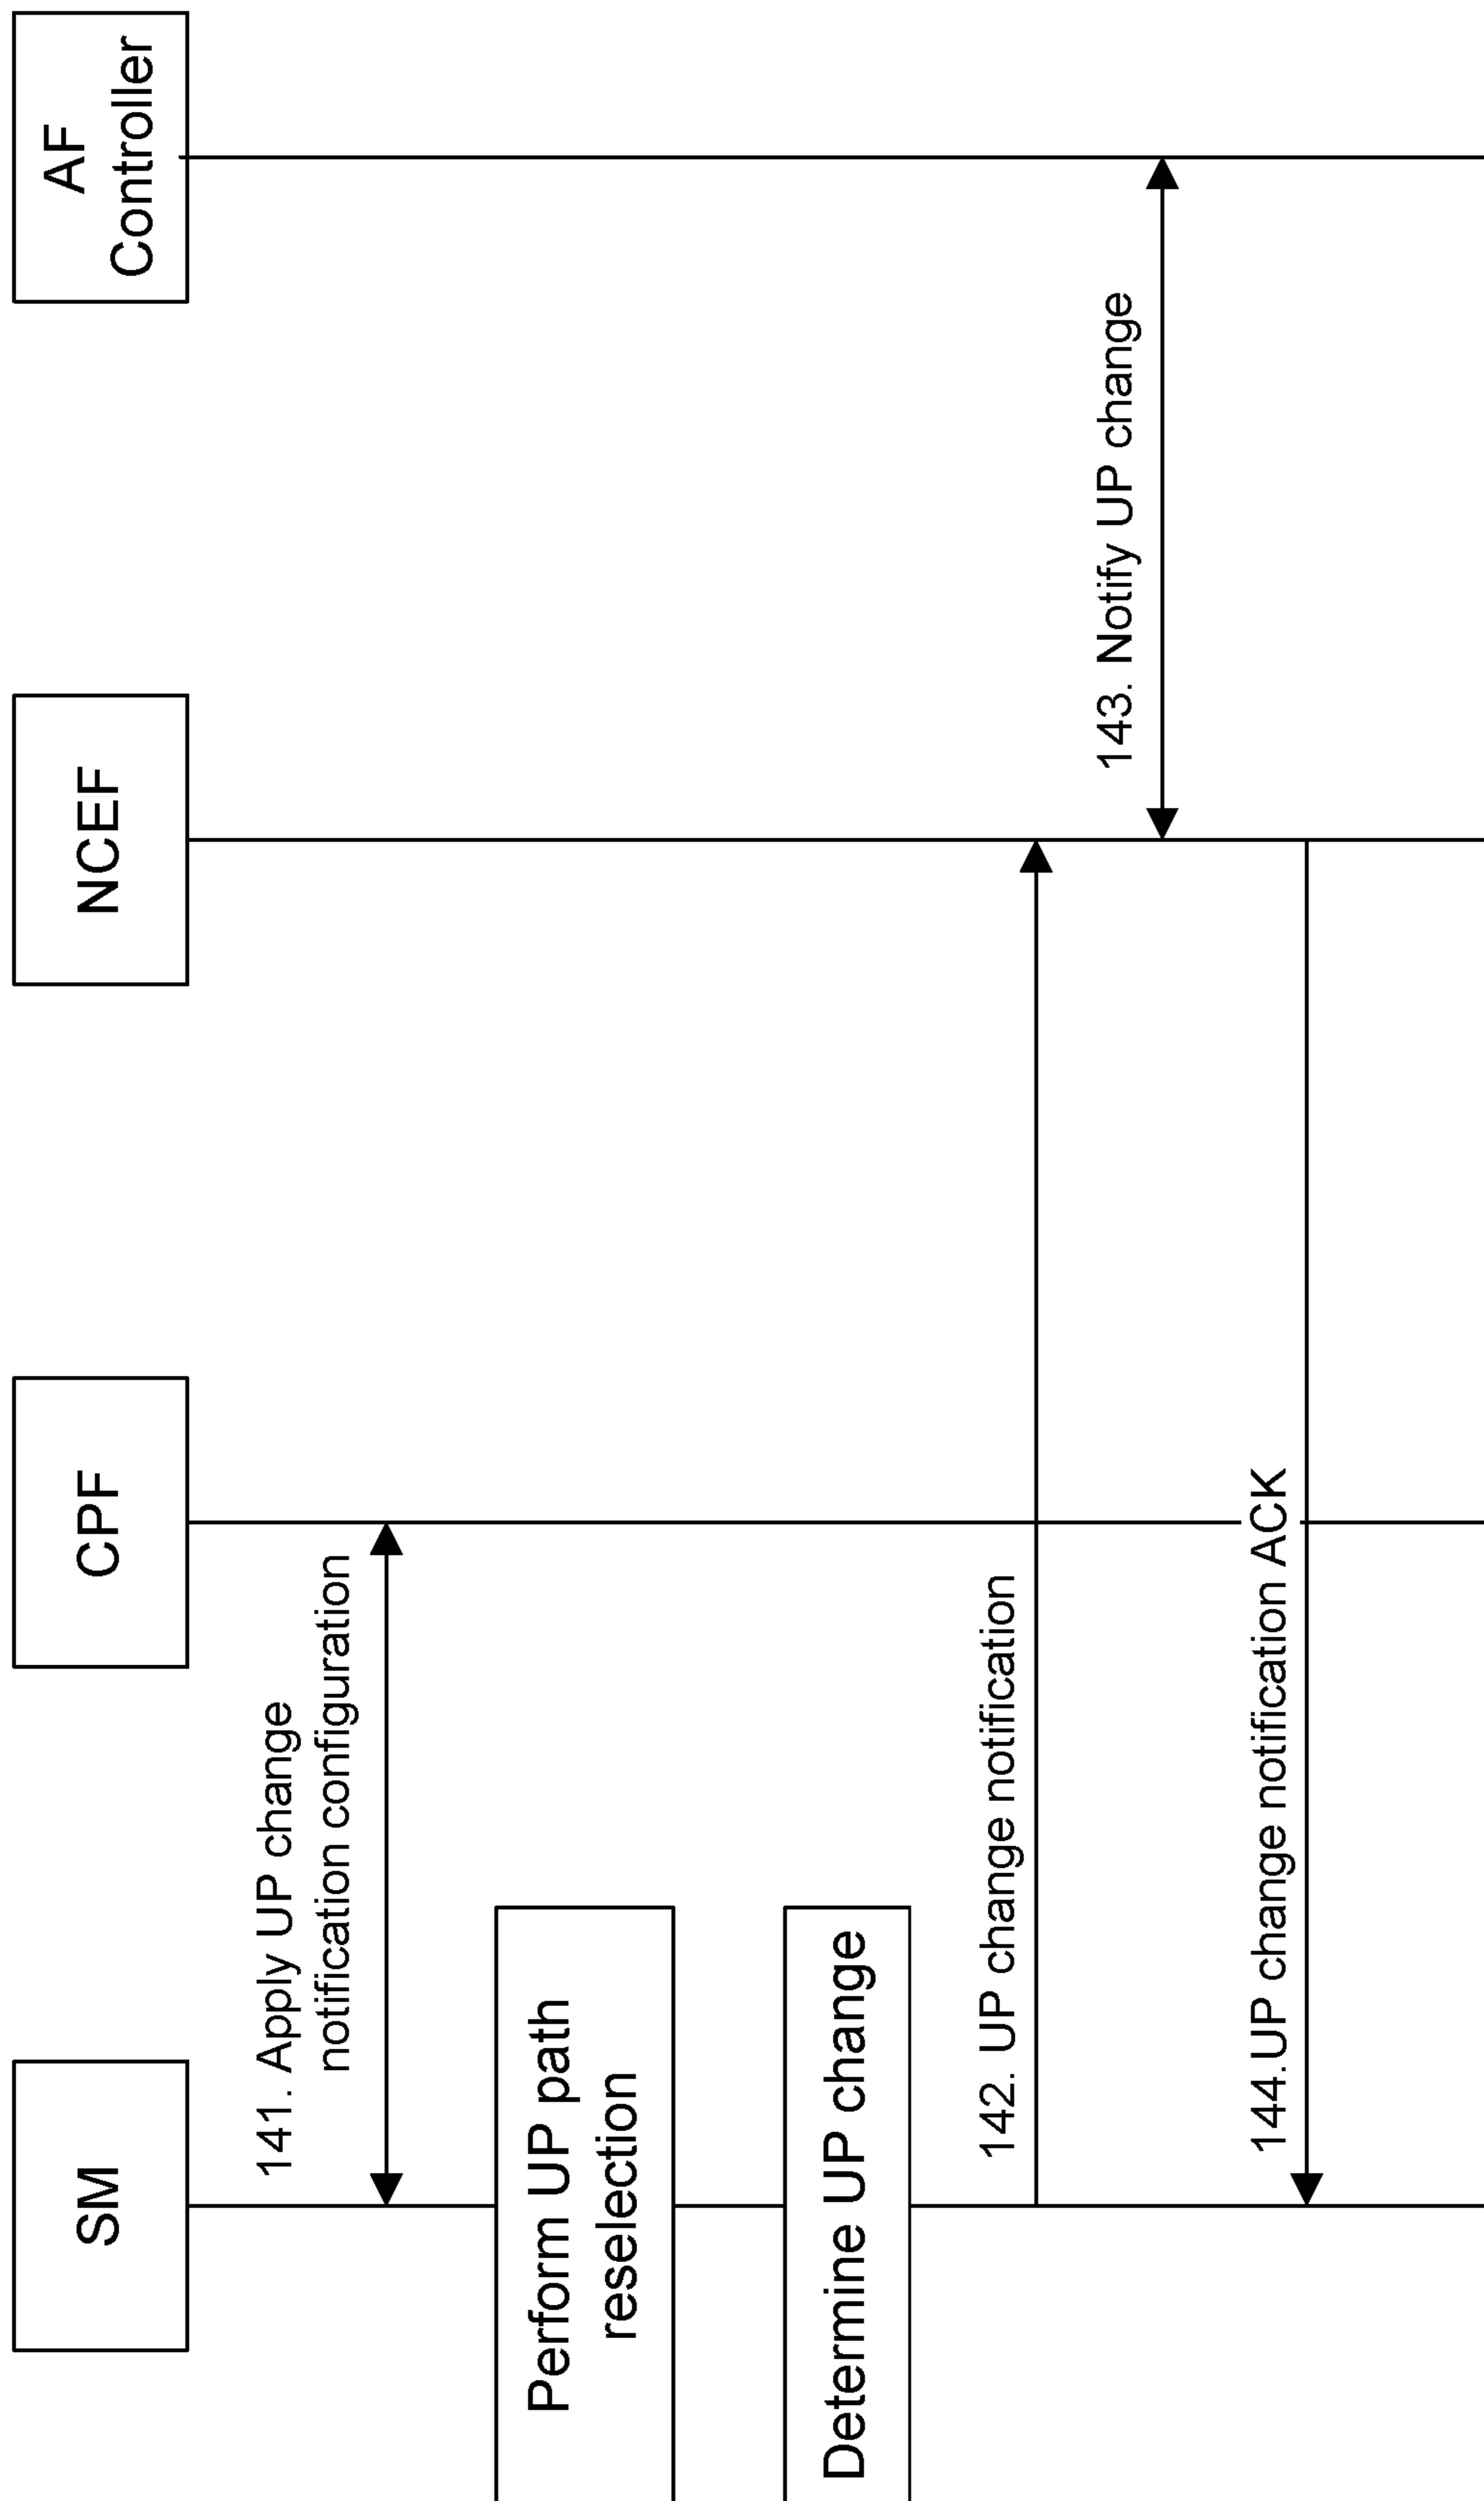 SM
CPF
NCEF
AF
Controller
141. Apply UP change
notification configuration
Perform UP path
reselection
Determine UP change
142. UP change notification
143. Notify UP change
144.UP change notification ACK